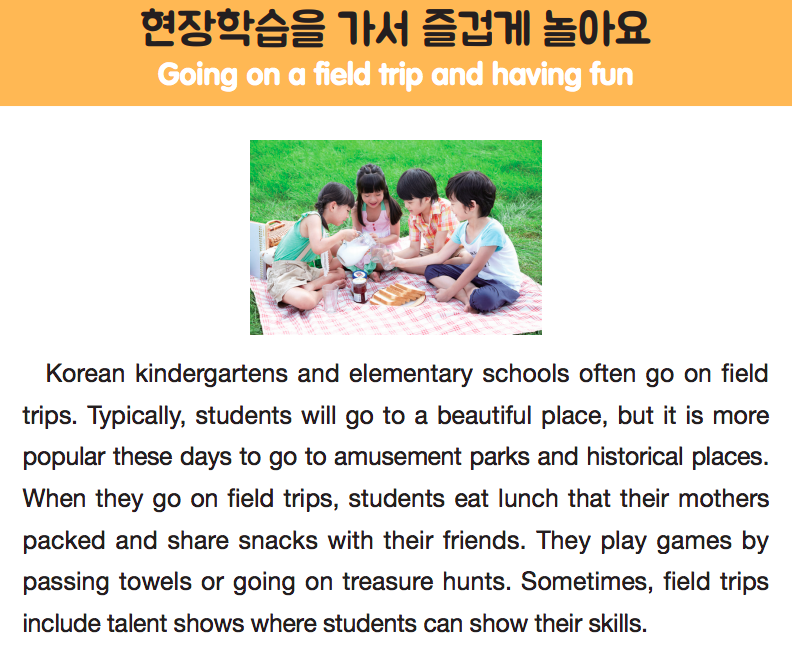 현장학습을 가서 즐겁게 놀아요
Going on a field trip and having fun
Korean kindergartens and elementary schools often go on field
trips. Typically, students will go to a beautiful place, but it is more
popular these days to go to amusement parks and historical places.
When they go on field trips, students eat lunch that their mothers
packed and share snacks with their friends. They play games by
passing towels or going on treasure hunts. Sometimes, field trips
include talent shows where students can show their skills.